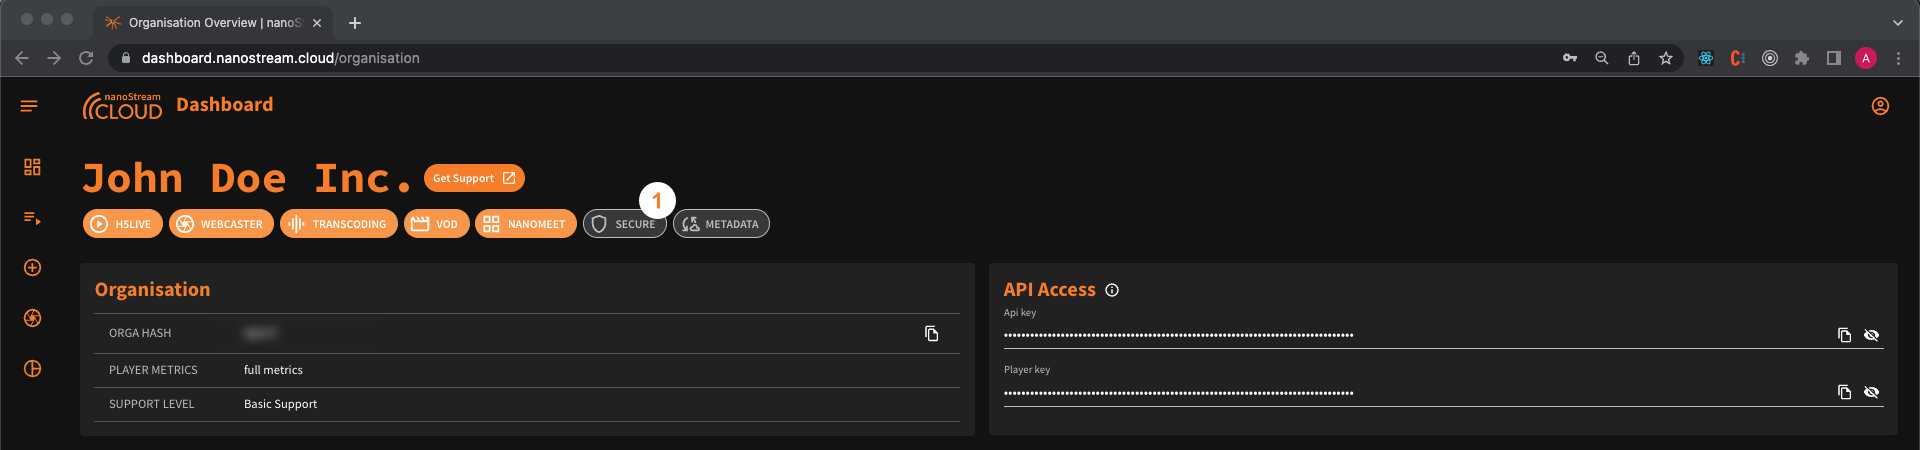 Organisation Overview | nanoS
dashboard.nanostream.cloud/organisation
A
nanoStream
CLOUD
Dashboard
John Doe Inc.
Get Support
1
H5LIVE
WEBCASTER
TRANSCODING
VOD
NANOMEET
SECURE
METADATA
Organisation
ORGA HASH
PLAYER METRICS
full metrics
SUPPORT LEVEL
Basic Support
API Access
Api key
Player key